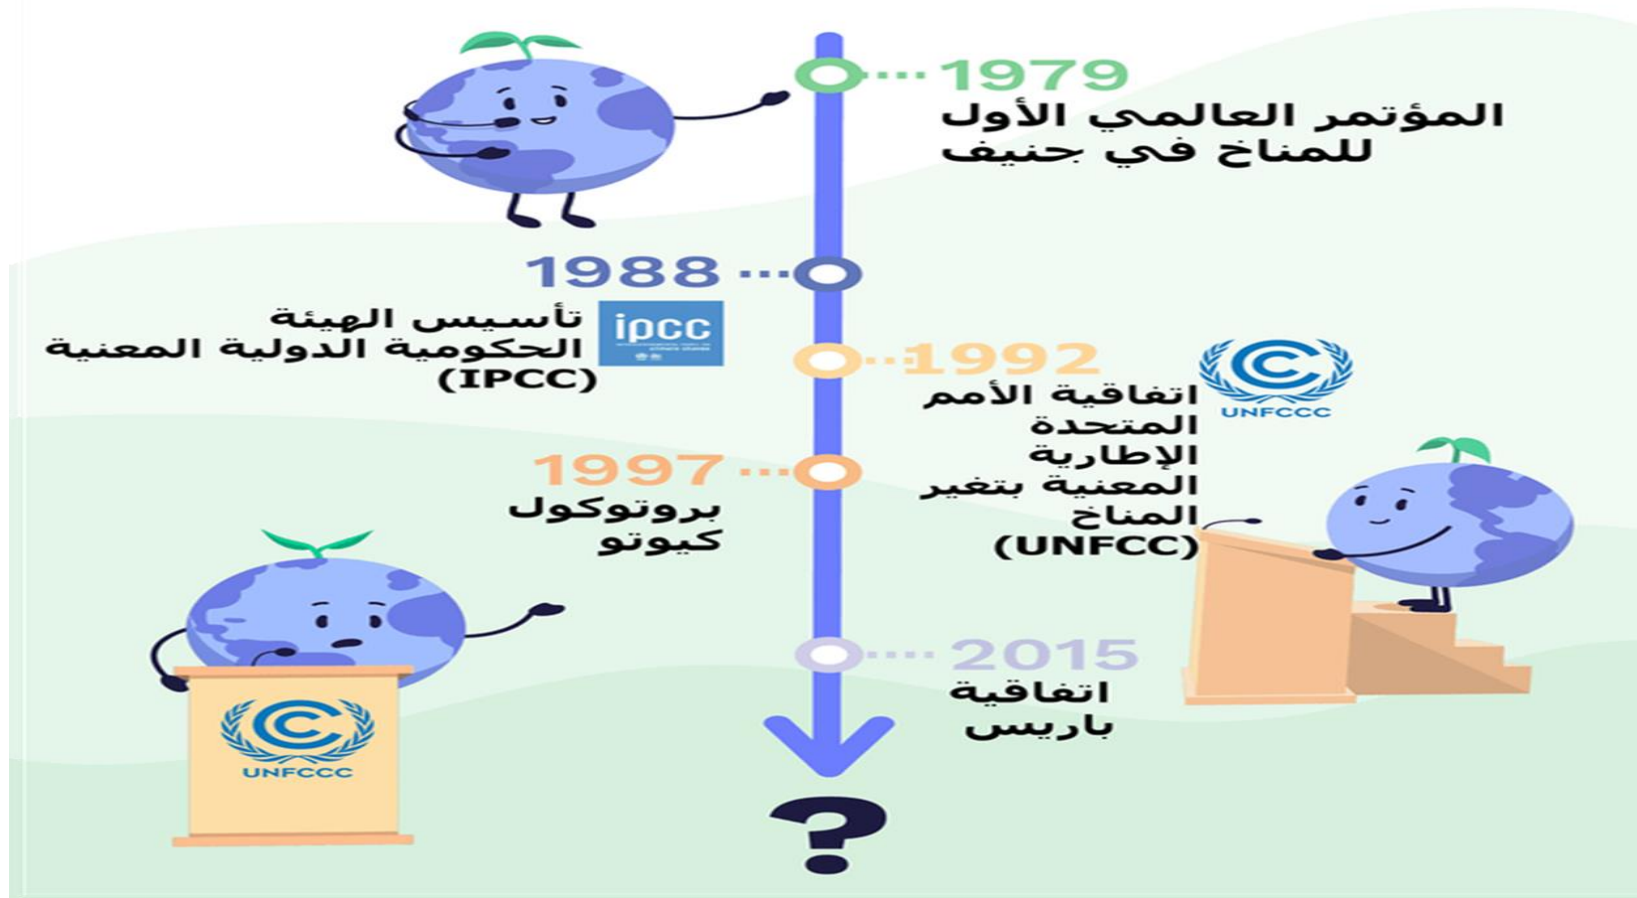 1979
المؤتمر العالمي الأول
للمناخ في جنيف
1988
ipcc
تأسيس الهيئة
الحكومية الدولية المعنية
(IPCC)
1992
UNFCCC
اتفاقية الأمم
المتحدة
الإطارية
المعنية بتغير
المناخ
(UNFCC)
1997
بروتوكول
كيوتو
UNFCCC
2015
اتفاقية
باريس
?